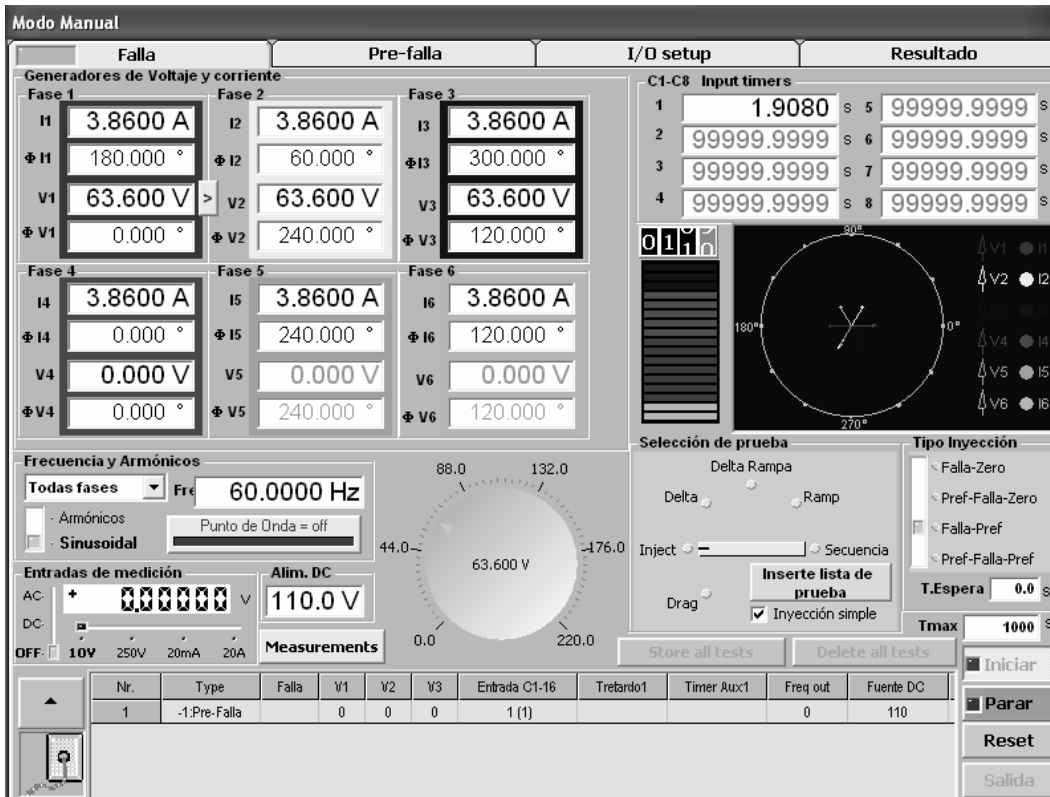 Modo Manual
Falla Pre-falla I/O setup Resultado
Generadores de Voltaje y corriente
Fase 1 Fase 2 Fase 3
I1 3.8600 A I2 3.8600 A I3 3.8600 A
Φ I1 180.000 ° Φ I2 60.000 ° Φ I3 300.000 °
V1 63.600 V > V2 63.600 V V3 63.600 V
Φ V1 0.000 ° Φ V2 240.000 ° Φ V3 120.000 °
Fase 4 Fase 5 Fase 6
I4 3.8600 A I5 3.8600 A I6 3.8600 A
Φ I4 0.000 ° Φ I5 240.000 ° Φ I6 120.000 °
V4 0.000 V V5 0.000 V V6 0.000 V
Φ V4 0.000 ° Φ V5 240.000 ° Φ V6 120.000 °
C1-C8 Input timers
1 1.9080 s 5 99999.9999 s
2 99999.9999 s 6 99999.9999 s
3 99999.9999 s 7 99999.9999 s
4 99999.9999 s 8 99999.9999 s
90°
180° 0°
270°
V1 I1
V2 I2
V3 I3
V4 I4
V5 I5
V6 I6
Frecuencia y Armónicos
Todas fases Fre 60.0000 Hz
Armónicos
Sinusoidal
Punto de Onda = off
Entradas de medición
AC
DC
OFF
+ 0.00000 V
10V 250V 20mA 20A
Alim. DC
110.0 V
Measurements
88.0 132.0
44.0 176.0
63.600 V
0.0 220.0
Selección de prueba
Delta Rampa
Delta Ramp
Inject Secuencia
Drag
Inserte lista de
prueba
Inyección simple
Store all tests Delete all tests
Tipo Inyección
Falla-Zero
Pref-Falla-Zero
Falla-Pref
Pref-Falla-Pref
T.Espera 0.0 s
Tmax 1000 s
Iniciar
Parar
Reset
Salida
Nr. Type Falla V1 V2 V3 Entrada C1-16 Tretardo1 Timer Aux1 Freq out Fuente DC
1 -1:Pre-Falla 0 0 0 1 (1) 0 110